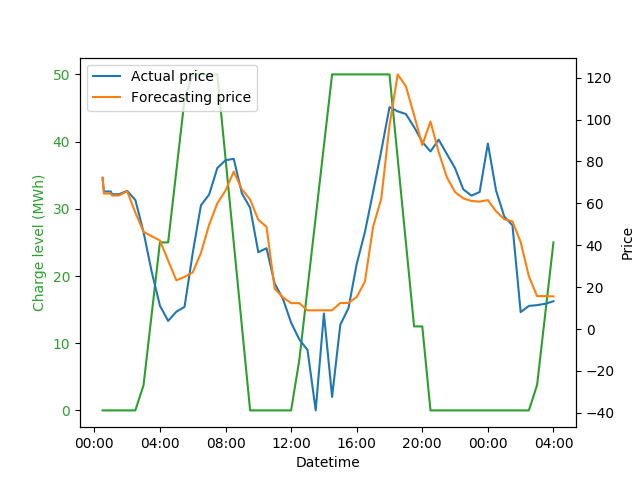 Actual price
Forecasting price
Charge level (MWh)
50
40
30
20
10
0
120
100
80
60
40
20
0
−20
−40
Price
00:00 04:00 08:00 12:00 16:00 20:00 00:00 04:00
Datetime